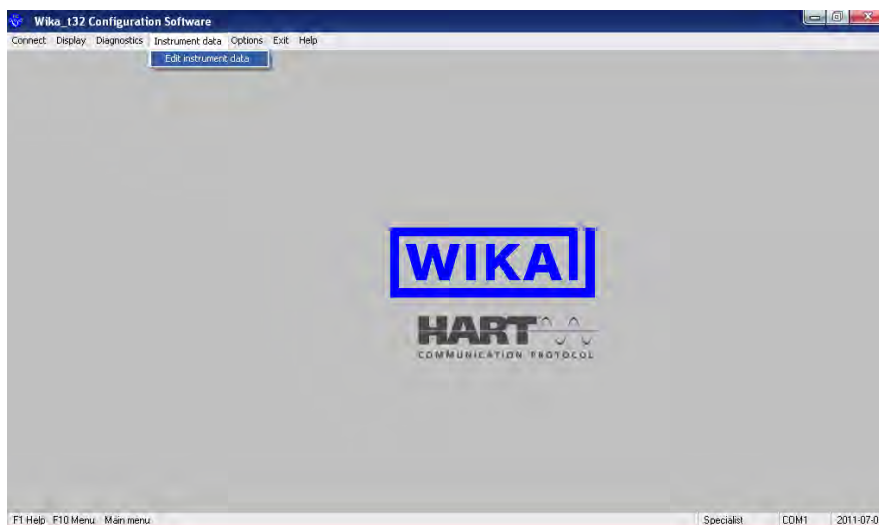 Wika_t32 Configuration Software
Connect Display Diagnostics Instrument data Options Exit Help
Edit instrument data
WIKA
HART
COMMUNICATION PROTOCOL
F1 Help F10 Menu Main menu Specialist COM1 2011-07-0